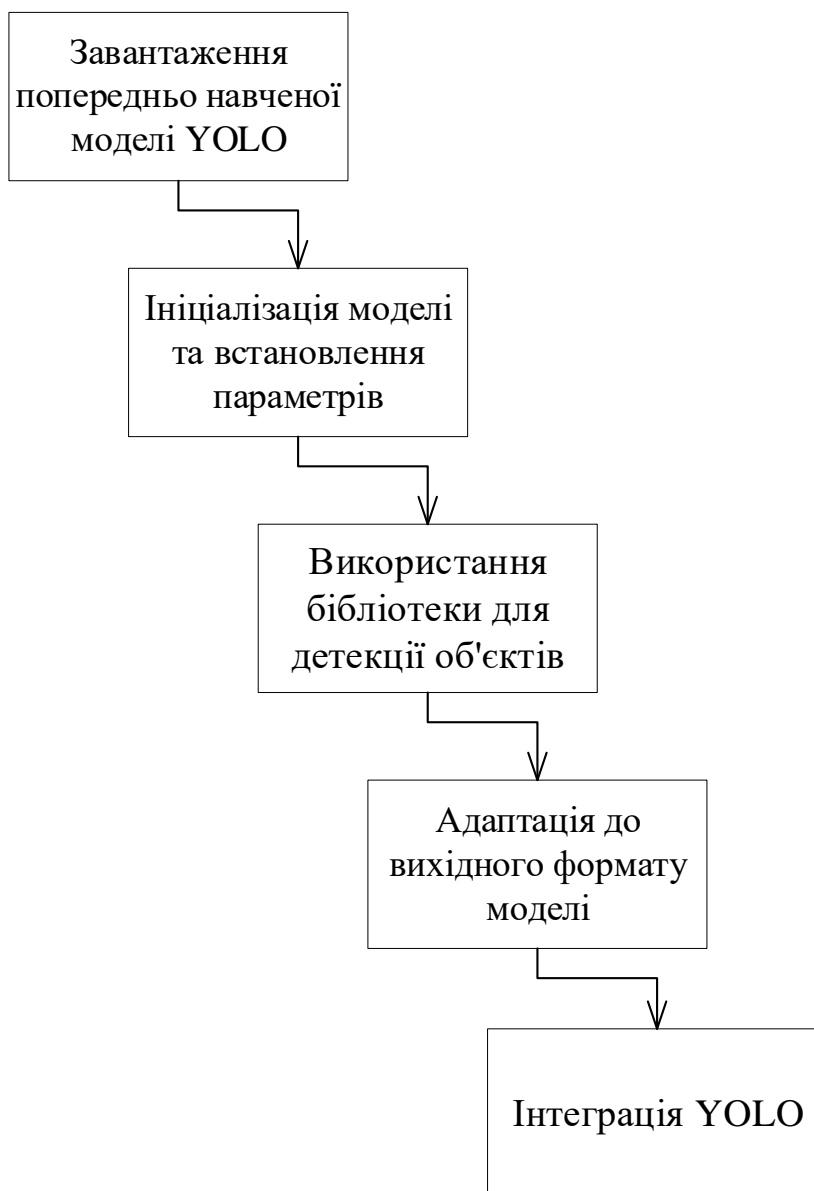 Завантаження
попередньо навченої
моделі YOLO
Ініціалізація моделі
та встановлення
параметрів
Використання
бібліотеки для
детекції об'єктів
Адаптація до
вихідного формату
моделі
Інтеграція YOLO